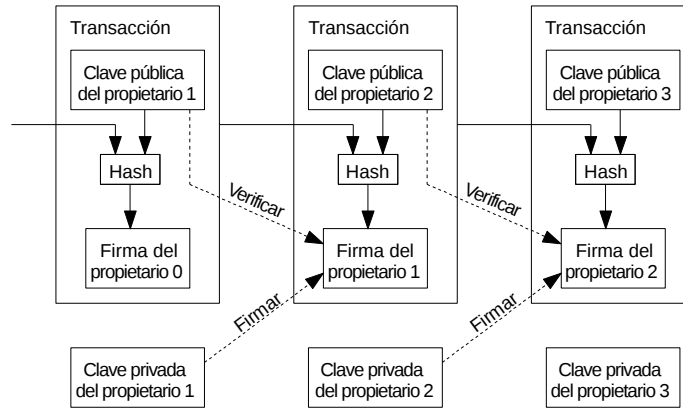 Transacción
Clave pública
del propietario 1
Hash
Firma del
propietario 0
Verificar
Firmar
Clave privada
del propietario 1
Transacción
Clave pública
del propietario 2
Hash
Firma del
propietario 1
Verificar
Firmar
Clave privada
del propietario 2
Transacción
Clave pública
del propietario 3
Hash
Firma del
propietario 2
Clave privada
del propietario 3